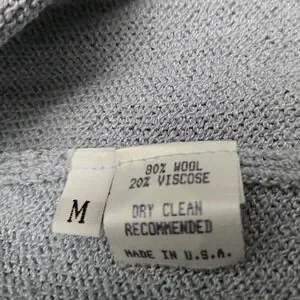 M
80% WOOL
20% VISCOSE
DRY CLEAN
RECOMMENDED
MADE IN U.S.A.